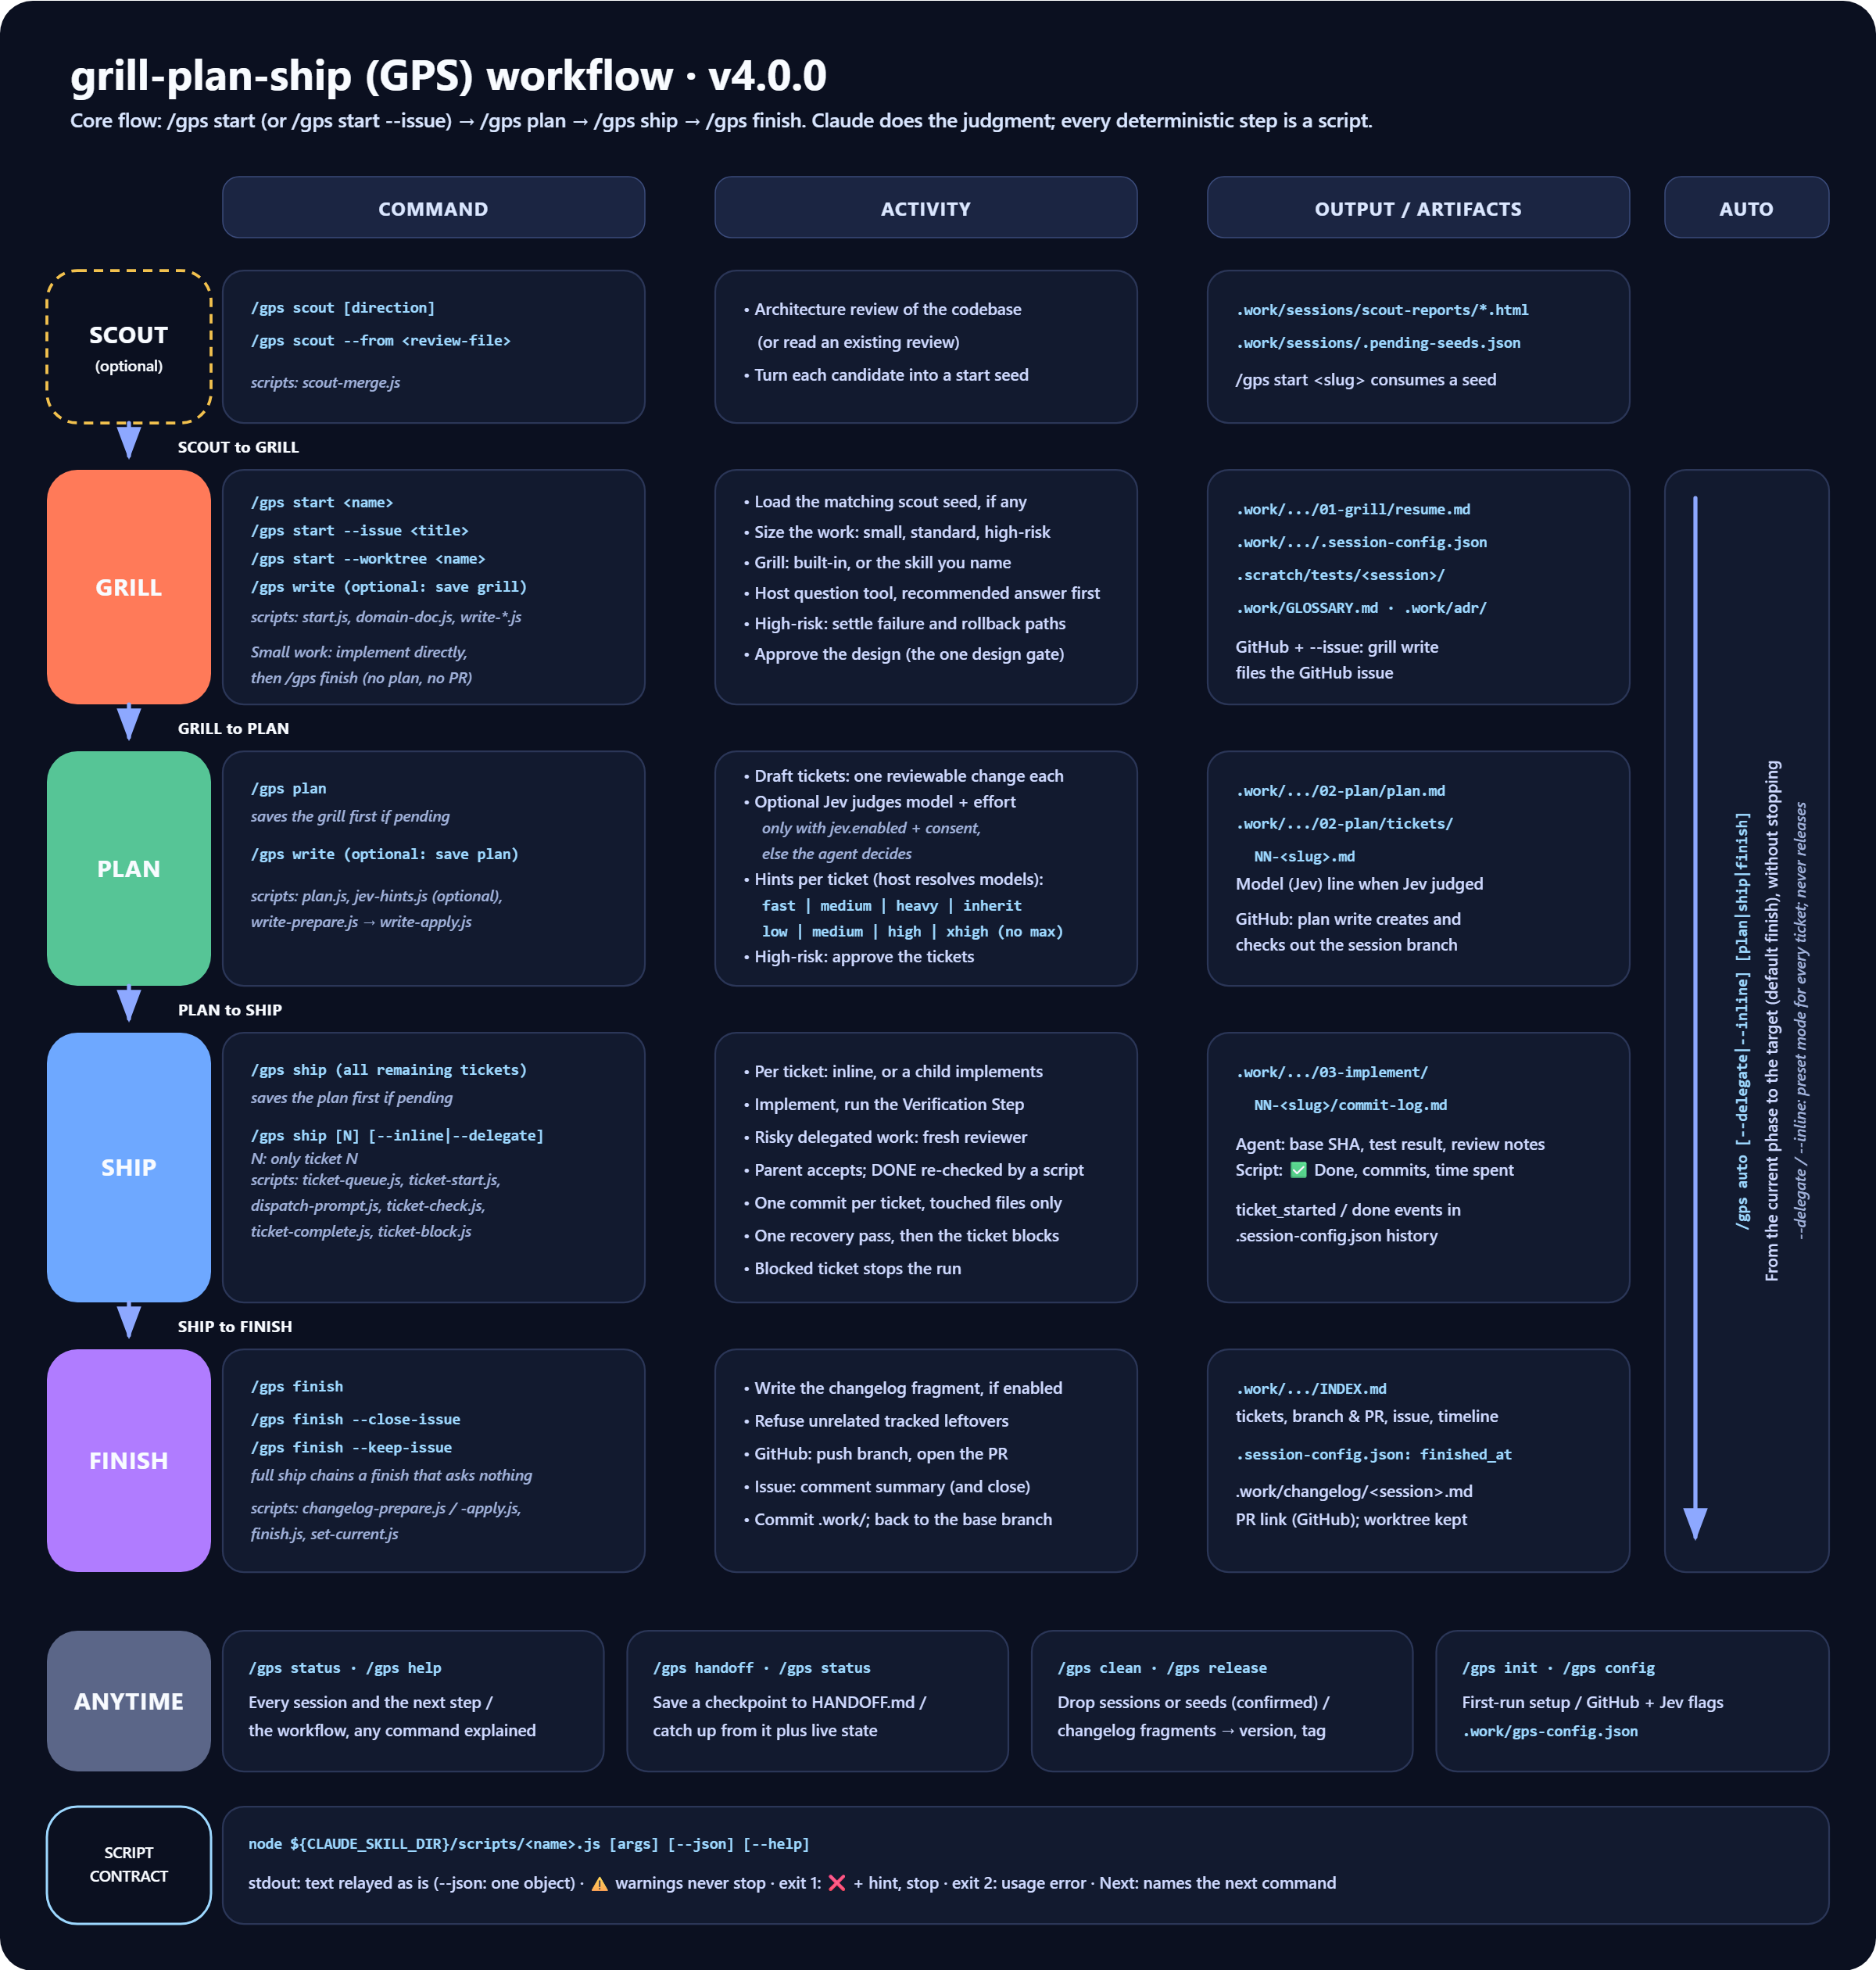 grill-plan-ship (GPS) workflow · v4.0.0
Core flow: /gps start (or /gps start --issue) → /gps plan → /gps ship → /gps finish. Claude does the judgment; every deterministic step is a script.
COMMAND
ACTIVITY
OUTPUT / ARTIFACTS
AUTO
SCOUT
(optional)
/gps scout [direction]
/gps scout --from <review-file>
scripts: scout-merge.js
• Architecture review of the codebase
(or read an existing review)
• Turn each candidate into a start seed
.work/sessions/scout-reports/*.html
.work/sessions/.pending-seeds.json
/gps start <slug> consumes a seed
SCOUT to GRILL
GRILL
/gps start <name>
/gps start --issue <title>
/gps start --worktree <name>
/gps write (optional: save grill)
scripts: start.js, domain-doc.js, write-*.js
Small work: implement directly,
then /gps finish (no plan, no PR)
• Load the matching scout seed, if any
• Size the work: small, standard, high-risk
• Grill: built-in, or the skill you name
• Host question tool, recommended answer first
• High-risk: settle failure and rollback paths
• Approve the design (the one design gate)
.work/.../01-grill/resume.md
.work/.../.session-config.json
.scratch/tests/<session>/
.work/GLOSSARY.md · .work/adr/
GitHub + --issue: grill write
files the GitHub issue
GRILL to PLAN
PLAN
/gps plan
saves the grill first if pending
/gps write (optional: save plan)
scripts: plan.js, jev-hints.js (optional),
write-prepare.js → write-apply.js
• Draft tickets: one reviewable change each
• Optional Jev judges model + effort
only with jev.enabled + consent,
else the agent decides
• Hints per ticket (host resolves models):
fast | medium | heavy | inherit
low | medium | high | xhigh (no max)
• High-risk: approve the tickets
.work/.../02-plan/plan.md
.work/.../02-plan/tickets/
NN-<slug>.md
Model (Jev) line when Jev judged
GitHub: plan write creates and
checks out the session branch
PLAN to SHIP
SHIP
/gps ship (all remaining tickets)
saves the plan first if pending
/gps ship [N] [--inline|--delegate]
N: only ticket N
scripts: ticket-queue.js, ticket-start.js,
dispatch-prompt.js, ticket-check.js,
ticket-complete.js, ticket-block.js
• Per ticket: inline, or a child implements
• Implement, run the Verification Step
• Risky delegated work: fresh reviewer
• Parent accepts; DONE re-checked by a script
• One commit per ticket, touched files only
• One recovery pass, then the ticket blocks
• Blocked ticket stops the run
.work/.../03-implement/
NN-<slug>/commit-log.md
Agent: base SHA, test result, review notes
Script: ✅ Done, commits, time spent
ticket_started / done events in
.session-config.json history
SHIP to FINISH
FINISH
/gps finish
/gps finish --close-issue
/gps finish --keep-issue
full ship chains a finish that asks nothing
scripts: changelog-prepare.js / -apply.js,
finish.js, set-current.js
• Write the changelog fragment, if enabled
• Refuse unrelated tracked leftovers
• GitHub: push branch, open the PR
• Issue: comment summary (and close)
• Commit .work/; back to the base branch
.work/.../INDEX.md
tickets, branch & PR, issue, timeline
.session-config.json: finished_at
.work/changelog/<session>.md
PR link (GitHub); worktree kept
/gps auto [--delegate|--inline] [plan|ship|finish]
From the current phase to the target (default finish), without stopping
--delegate / --inline: preset mode for every ticket; never releases
ANYTIME
/gps status · /gps help
Every session and the next step /
the workflow, any command explained
/gps handoff · /gps status
Save a checkpoint to HANDOFF.md /
catch up from it plus live state
/gps clean · /gps release
Drop sessions or seeds (confirmed) /
changelog fragments → version, tag
/gps init · /gps config
First-run setup / GitHub + Jev flags
.work/gps-config.json
SCRIPT
CONTRACT
node ${CLAUDE_SKILL_DIR}/scripts/<name>.js [args] [--json] [--help]
stdout: text relayed as is (--json: one object) · ⚠️ warnings never stop · exit 1: ❌ + hint, stop · exit 2: usage error · Next: names the next command